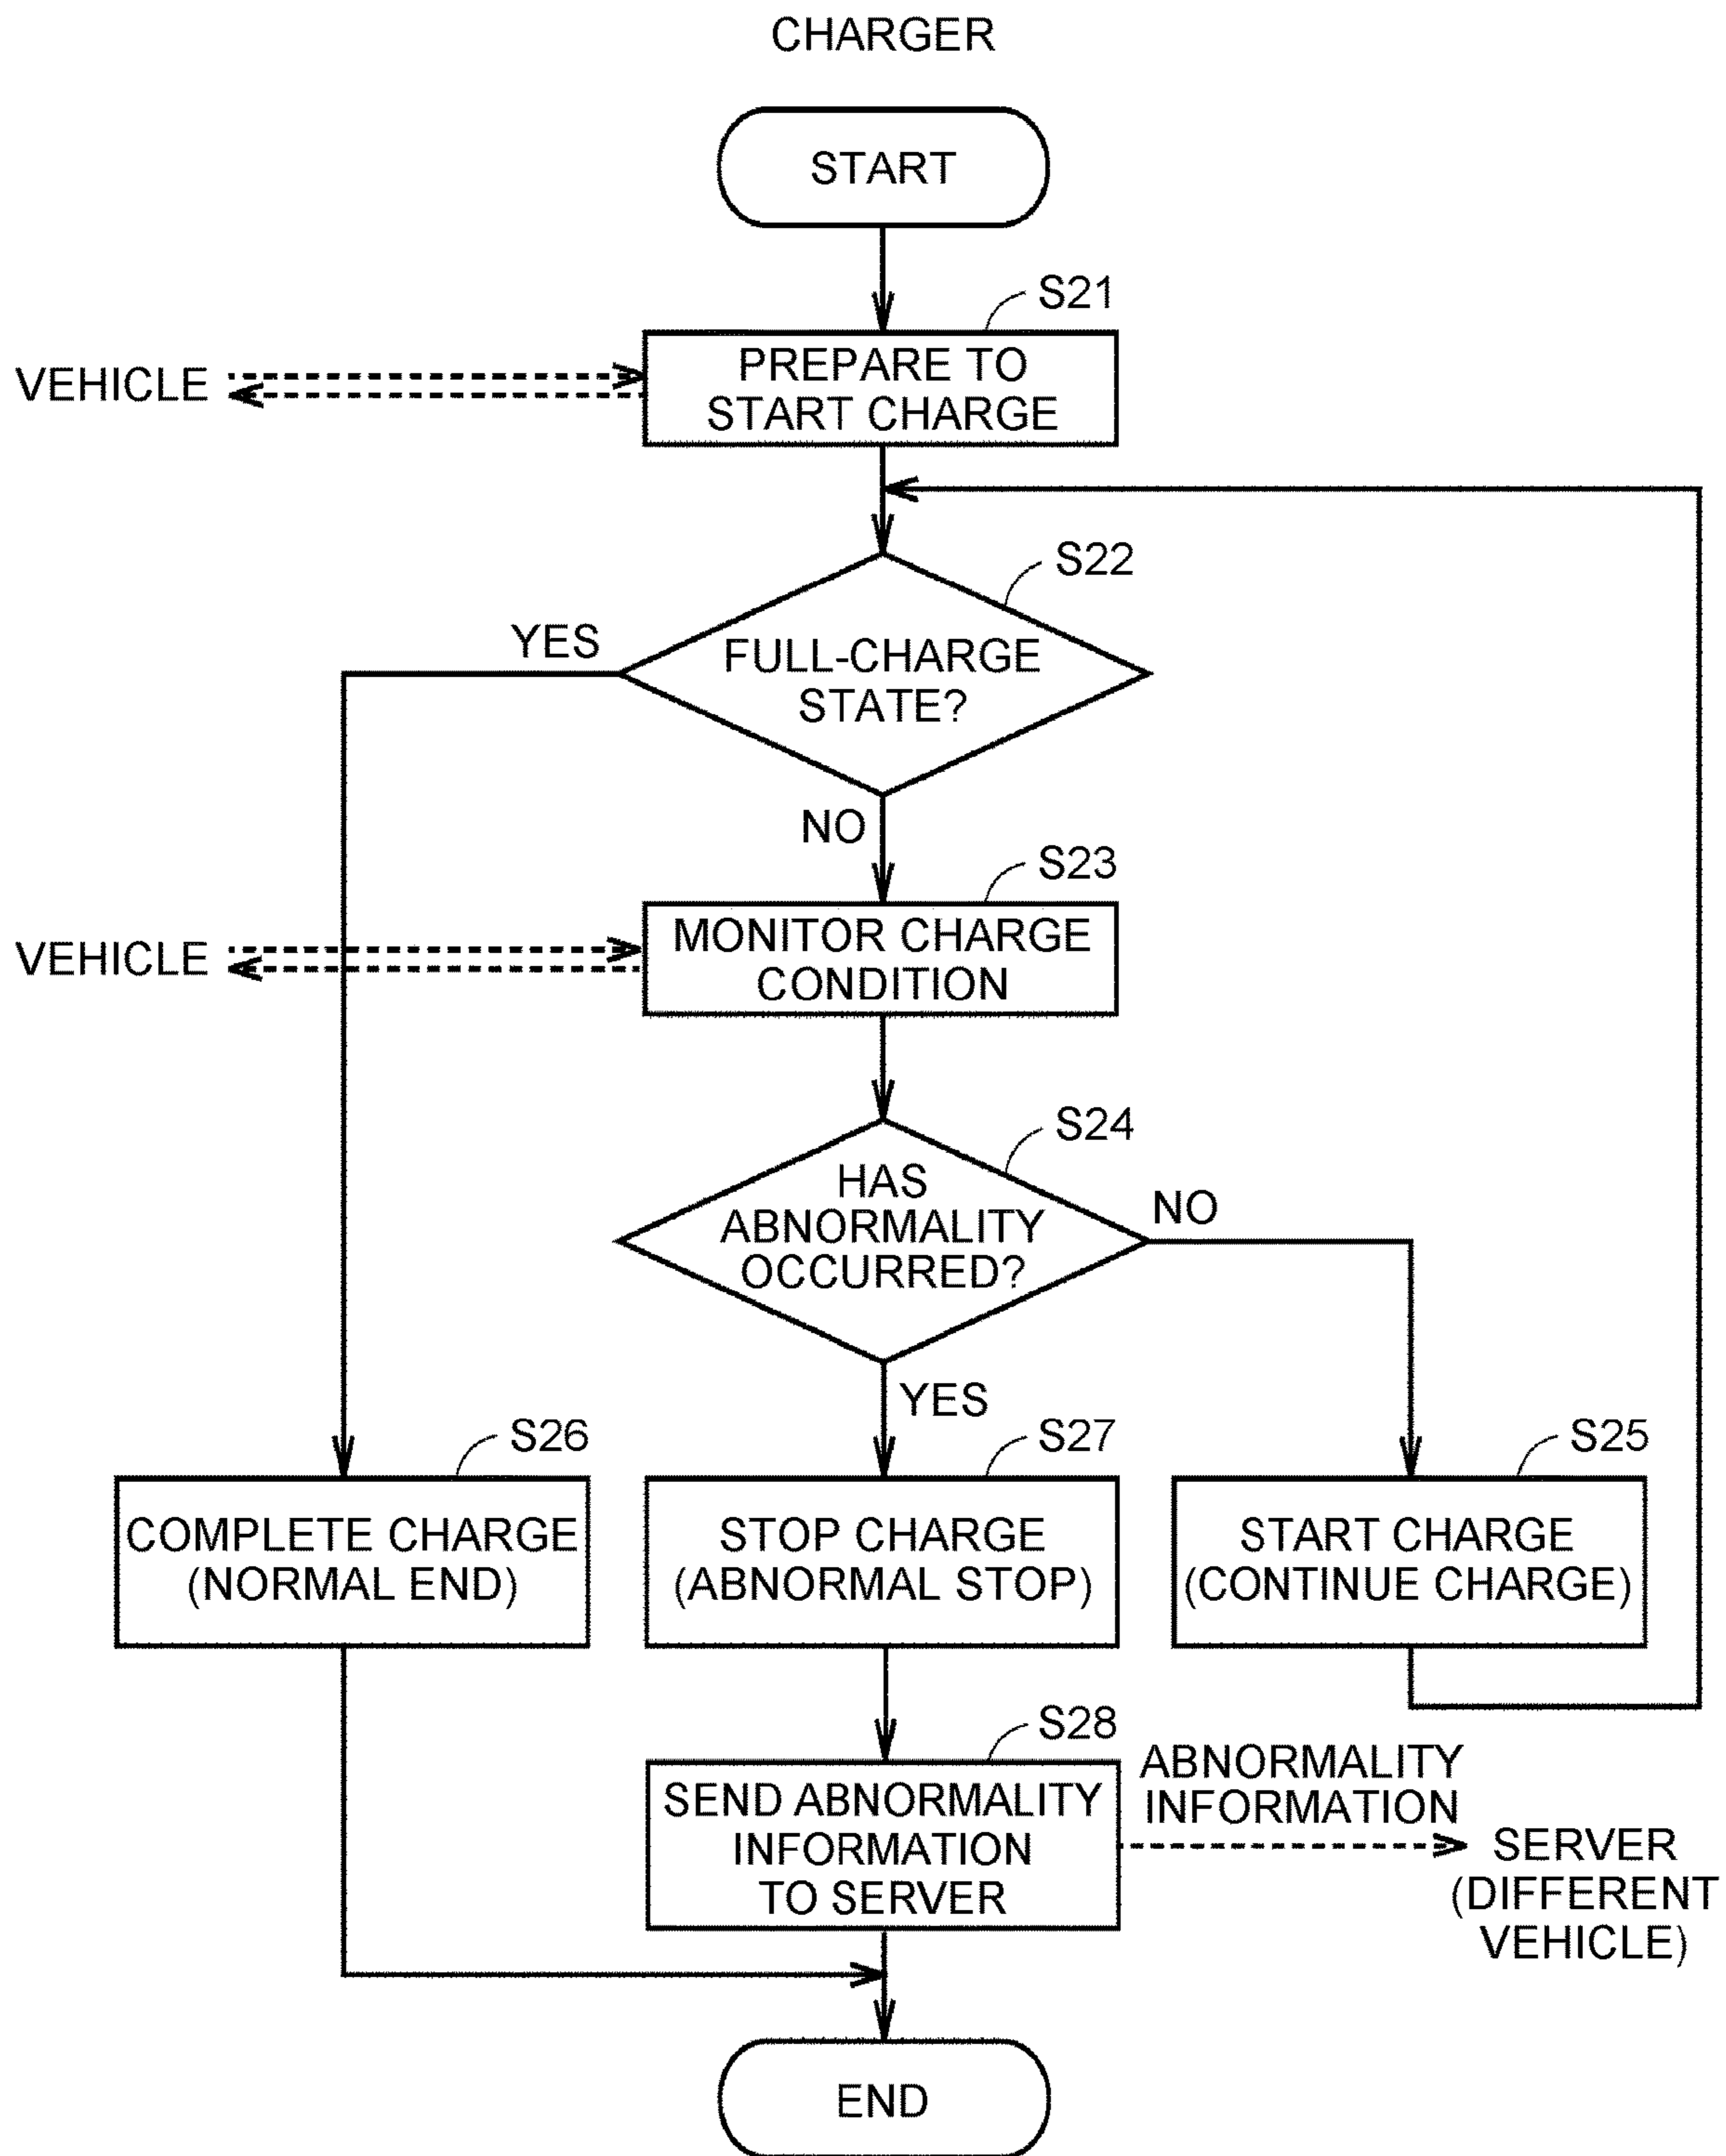 CHARGER
START
S21
PREPARE TO
START CHARGE
VEHICLE
S22
FULL-CHARGE
STATE?
YES
NO
S23
MONITOR CHARGE
CONDITION
VEHICLE
S24
HAS
ABNORMALITY
OCCURRED?
NO
YES
S26
COMPLETE CHARGE
(NORMAL END)
S27
STOP CHARGE
(ABNORMAL STOP)
S25
START CHARGE
(CONTINUE CHARGE)
S28
SEND ABNORMALITY
INFORMATION
TO SERVER
ABNORMALITY
INFORMATION
SERVER
(DIFFERENT
VEHICLE)
END